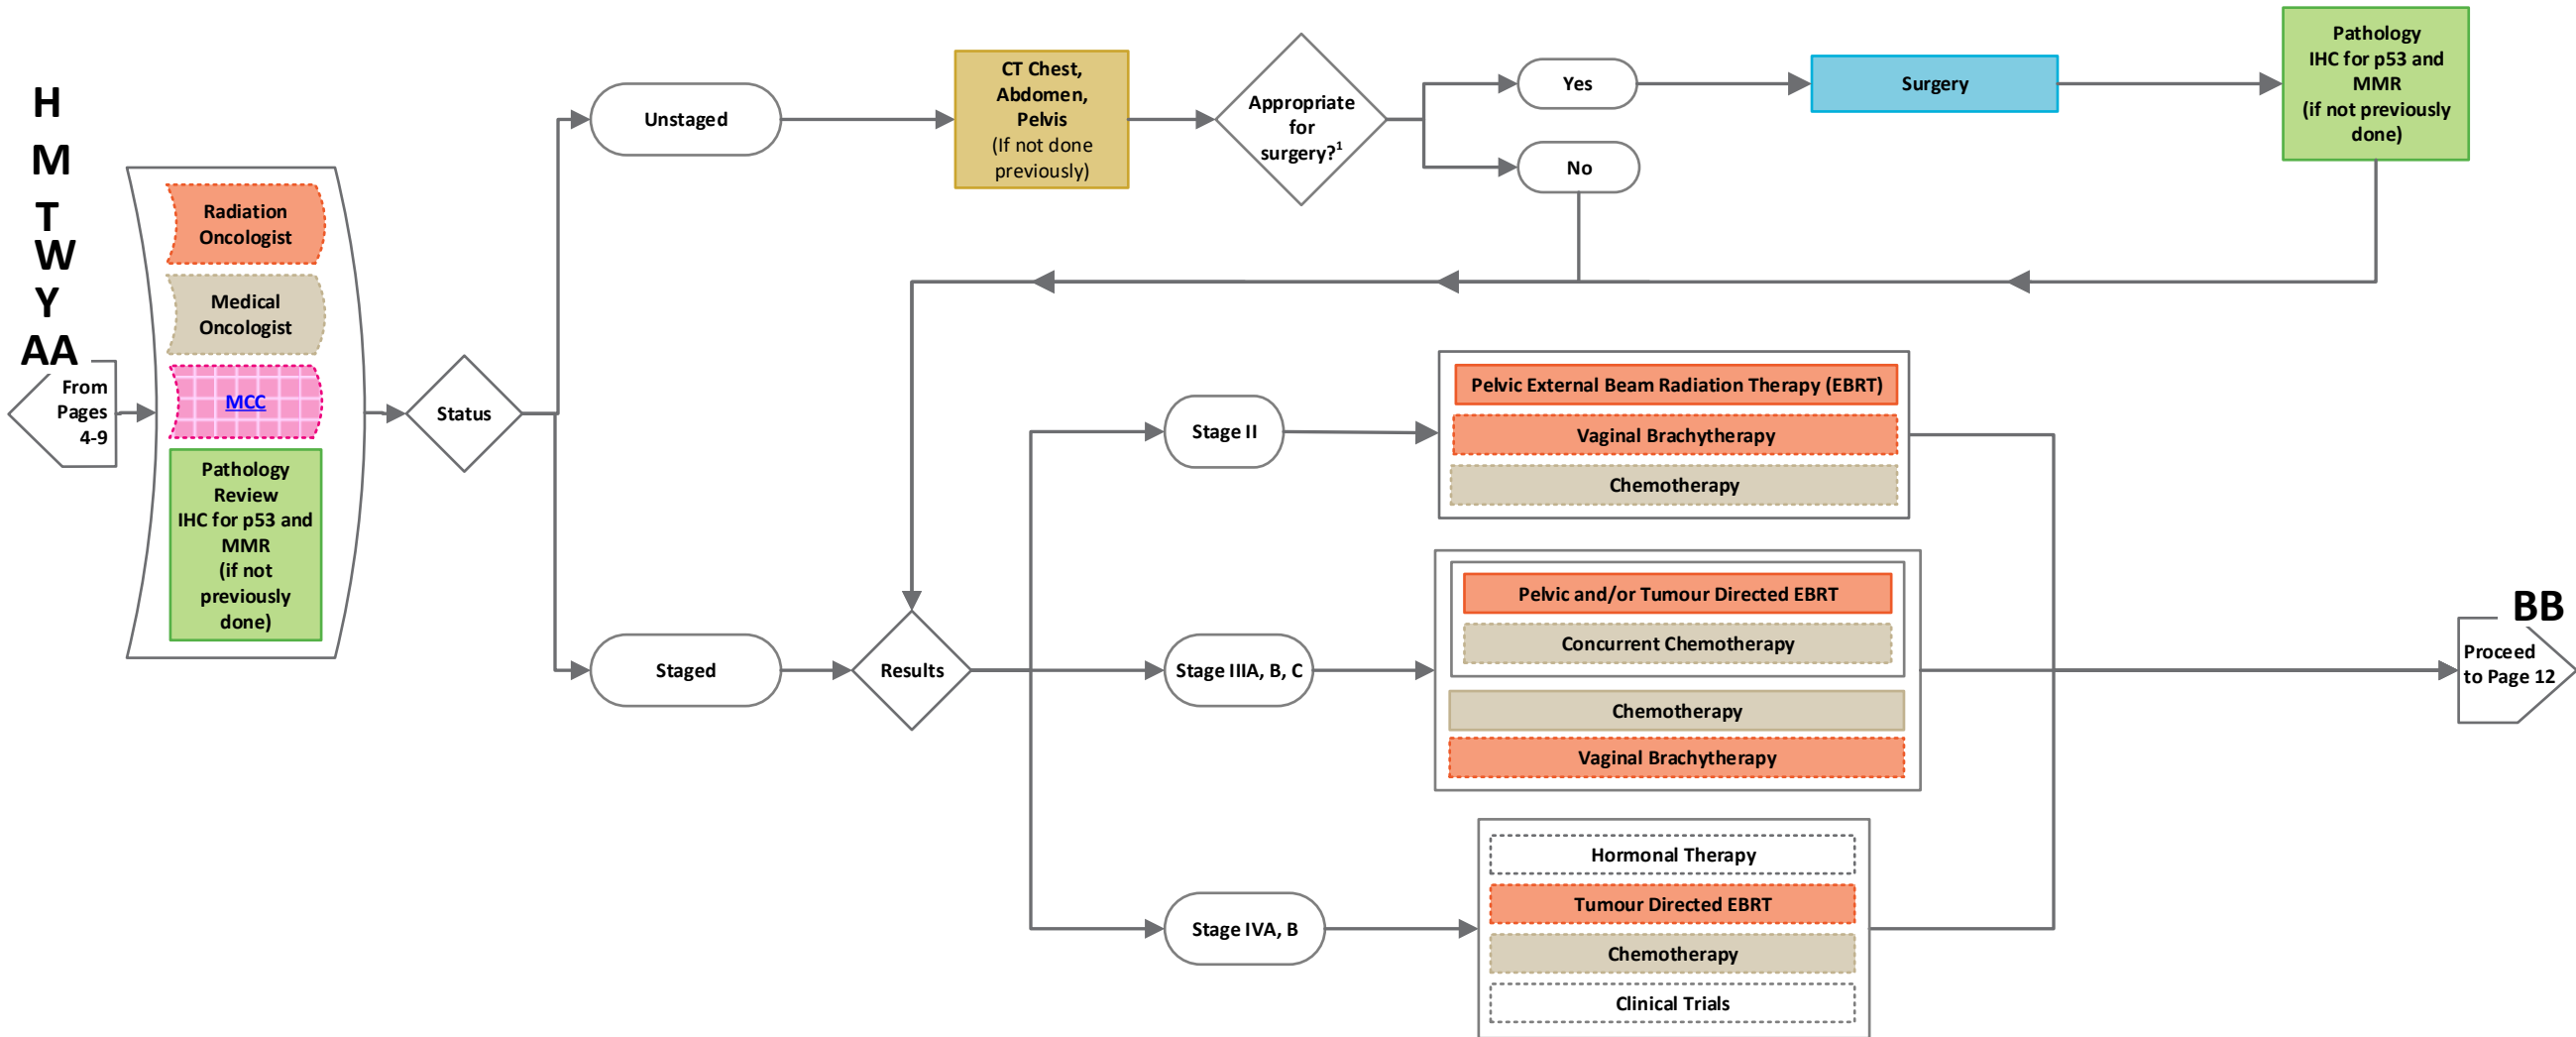 H
M
T
W
Y
AA
From
Pages
4-9
Radiation
Oncologist
Medical
Oncologist
MCC
Pathology
Review
IHC for p53 and
MMR
(if not
previously
done)
Status
Unstaged
CT Chest,
Abdomen,
Pelvis
(If not done
previously)
Appropriate
for
surgery?¹
Yes
No
Surgery
Pathology
IHC for p53 and
MMR
(if not previously
done)
Staged
Results
Stage II
Pelvic External Beam Radiation Therapy (EBRT)
Vaginal Brachytherapy
Chemotherapy
Stage IIIA, B, C
Pelvic and/or Tumour Directed EBRT
Concurrent Chemotherapy
Chemotherapy
Vaginal Brachytherapy
Stage IVA, B
Hormonal Therapy
Tumour Directed EBRT
Chemotherapy
Clinical Trials
BB
Proceed
to Page 12